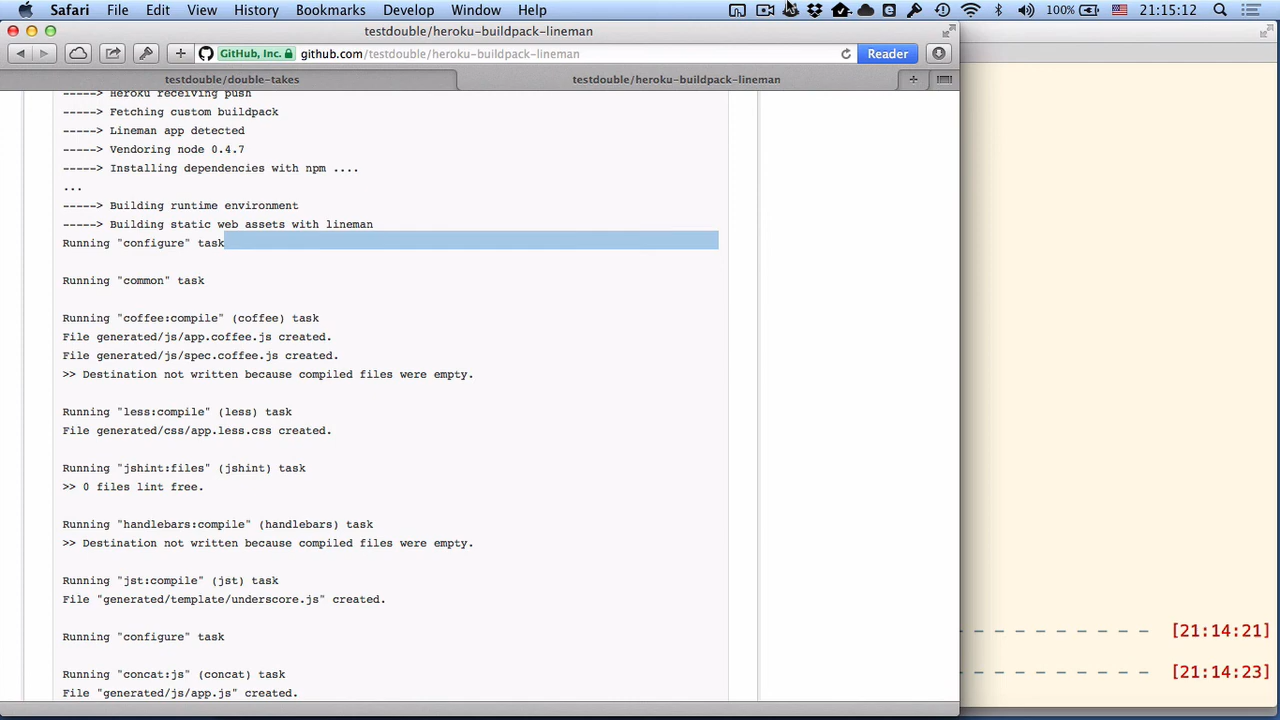 Safari File Edit View History Bookmarks Develop Window Help 100% 21:15:12
testdouble/heroku-buildpack-lineman
GitHub, Inc. github.com/testdouble/heroku-buildpack-lineman Reader
testdouble/double-takes testdouble/heroku-buildpack-lineman
-----> Heroku receiving push
-----> Fetching custom buildpack
-----> Lineman app detected
-----> Vendoring node 0.4.7
-----> Installing dependencies with npm ....
...
-----> Building runtime environment
-----> Building static web assets with lineman
Running "configure" task
Running "common" task
Running "coffee:compile" (coffee) task
File generated/js/app.coffee.js created.
File generated/js/spec.coffee.js created.
>> Destination not written because compiled files were empty.
Running "less:compile" (less) task
File generated/css/app.less.css created.
Running "jshint:files" (jshint) task
>> 0 files lint free.
Running "handlebars:compile" (handlebars) task
>> Destination not written because compiled files were empty.
Running "jst:compile" (jst) task
File "generated/template/underscore.js" created.
Running "configure" task
Running "concat:js" (concat) task
File "generated/js/app.js" created.
- - - - - - - - - [21:14:21]
- - - - - - - - - [21:14:23]